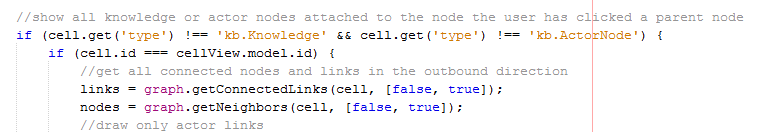 //show all knowledge or actor nodes attached to the node the user has clicked a parent node
if (cell.get('type') !== 'kb.Knowledge' && cell.get('type') !== 'kb.ActorNode') {
if (cell.id === cellView.model.id) {
//get all connected nodes and links in the outbound direction
links = graph.getConnectedLinks(cell, [false, true]);
nodes = graph.getNeighbors(cell, [false, true]);
//draw only actor links